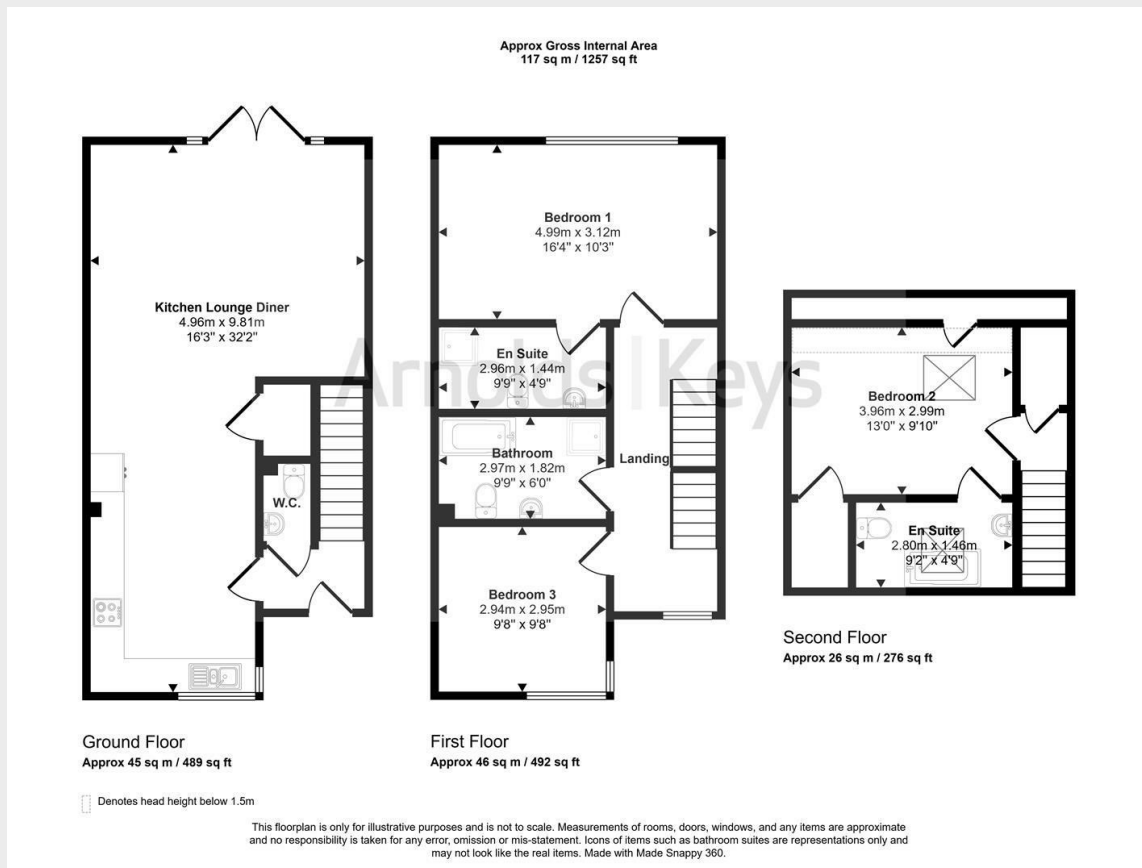 Approx Gross Internal Area
117 sq m / 1257 sq ft
Kitchen Lounge Diner
4.96m x 9.81m
16'3" x 32'2"
W.C.
Ground Floor
Approx 45 sq m / 489 sq ft
Bedroom 1
4.99m x 3.12m
16'4" x 10'3"
En Suite
2.96m x 1.44m
9'9" x 4'9"
Bathroom
2.97m x 1.82m
9'9" x 6'0"
Landing
Bedroom 3
2.94m x 2.95m
9'8" x 9'8"
First Floor
Approx 46 sq m / 492 sq ft
Bedroom 2
3.96m x 2.99m
13'0" x 9'10"
En Suite
2.80m x 1.46m
9'2" x 4'9"
Second Floor
Approx 26 sq m / 276 sq ft
Arnolds Keys
Denotes head height below 1.5m
This floorplan is only for illustrative purposes and is not to scale. Measurements of rooms, doors, windows, and any items are approximate
and no responsibility is taken for any error, omission or mis-statement. Icons of items such as bathroom suites are representations only and
may not look like the real items. Made with Made Snappy 360.